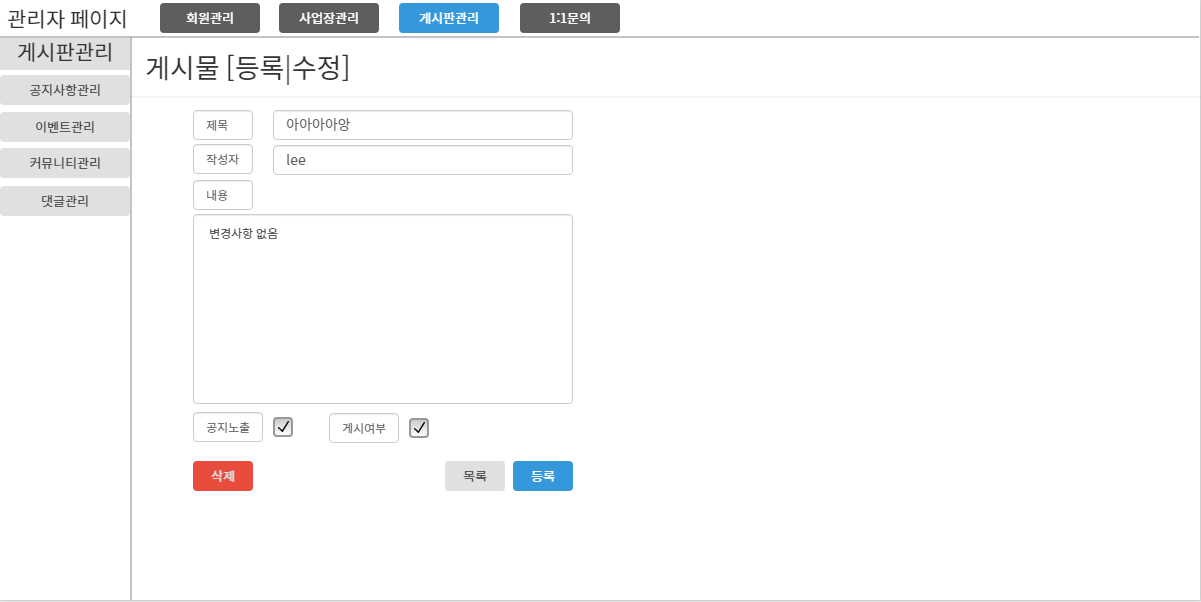 관리자 페이지 회원관리 사업장관리 게시판관리 1:1문의
게시판관리
게시물 [등록|수정]
공지사항관리
이벤트관리
커뮤니티관리
댓글관리
제목 아아아아앙
작성자 lee
내용
변경사항 없음
공지노출 게시여부
삭제 목록 등록